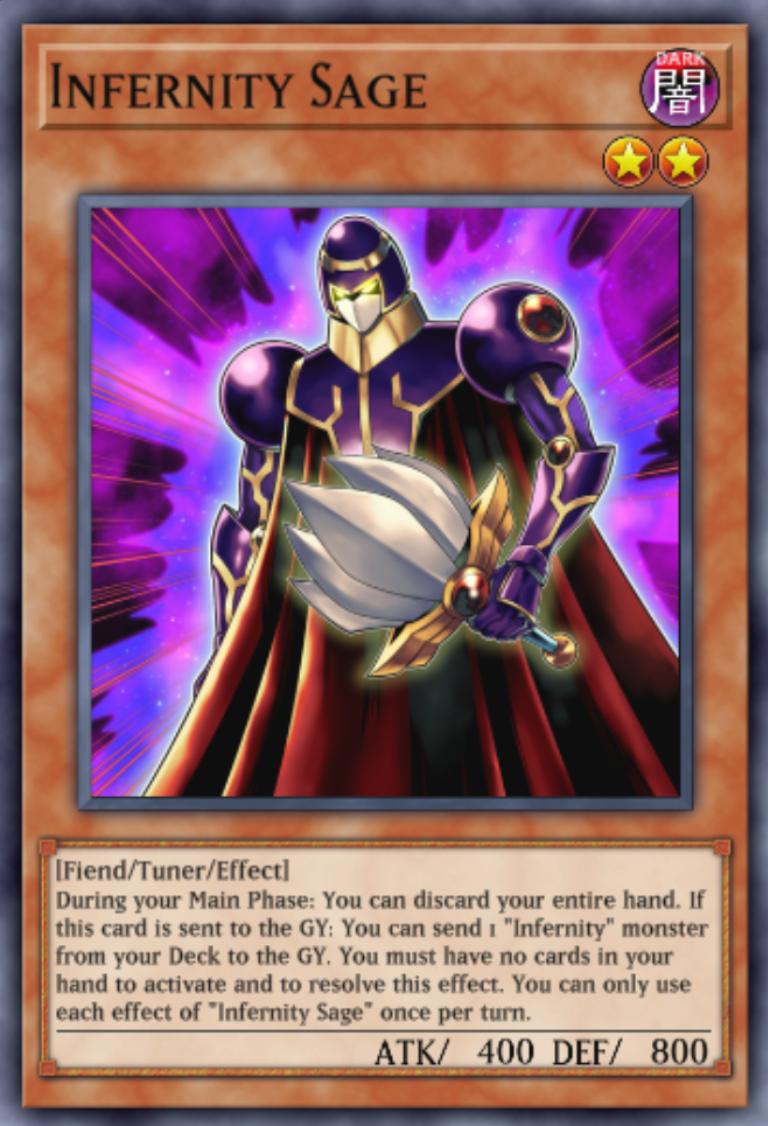 Infernity Sage
DARK
闇
[Fiend/Tuner/Effect]
During your Main Phase: You can discard your entire hand. If
this card is sent to the GY: You can send 1 "Infernity" monster
from your Deck to the GY. You must have no cards in your
hand to activate and to resolve this effect. You can only use
each effect of "Infernity Sage" once per turn.
ATK/ 400 DEF/ 800